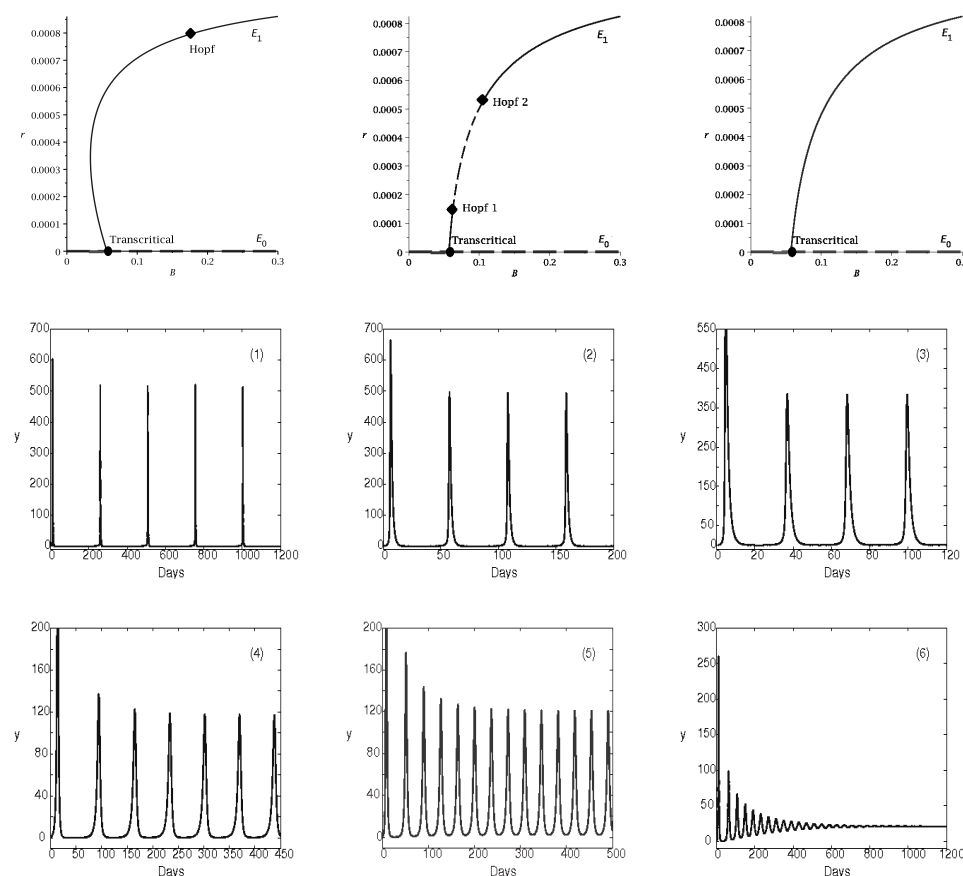 0.0008
0.0007
0.0006
0.0005
r
0.0004
0.0003
0.0002
0.0001
0
Hopf
E1
Transcritical
E0
0 0.1 0.2 0.3
B
0.0008
0.0007
0.0006
0.0005
r
0.0004
0.0003
0.0002
0.0001
0
E1
Hopf 2
Hopf 1
Transcritical
E0
0 0.1 0.2 0.3
B
0.0008
0.0007
0.0006
0.0005
r
0.0004
0.0003
0.0002
0.0001
0
E1
Transcritical
E0
0 0.1 0.2 0.3
B
700
600
500
400
y
300
200
100
0
(1)
0 200 400 600 800 1000 1200
Days
700
600
500
400
y
300
200
100
0
(2)
0 50 100 150 200
Days
550
450
350
y
250
150
50
0
(3)
0 20 40 60 80 100 120
Days
200
160
120
y
80
40
0
(4)
0 50 100 150 200 250 300 350 400 450
Days
200
160
120
y
80
40
0
(5)
0 100 200 300 400 500
Days
300
250
200
150
y
100
50
0
(6)
0 200 400 600 800 1000 1200
Days